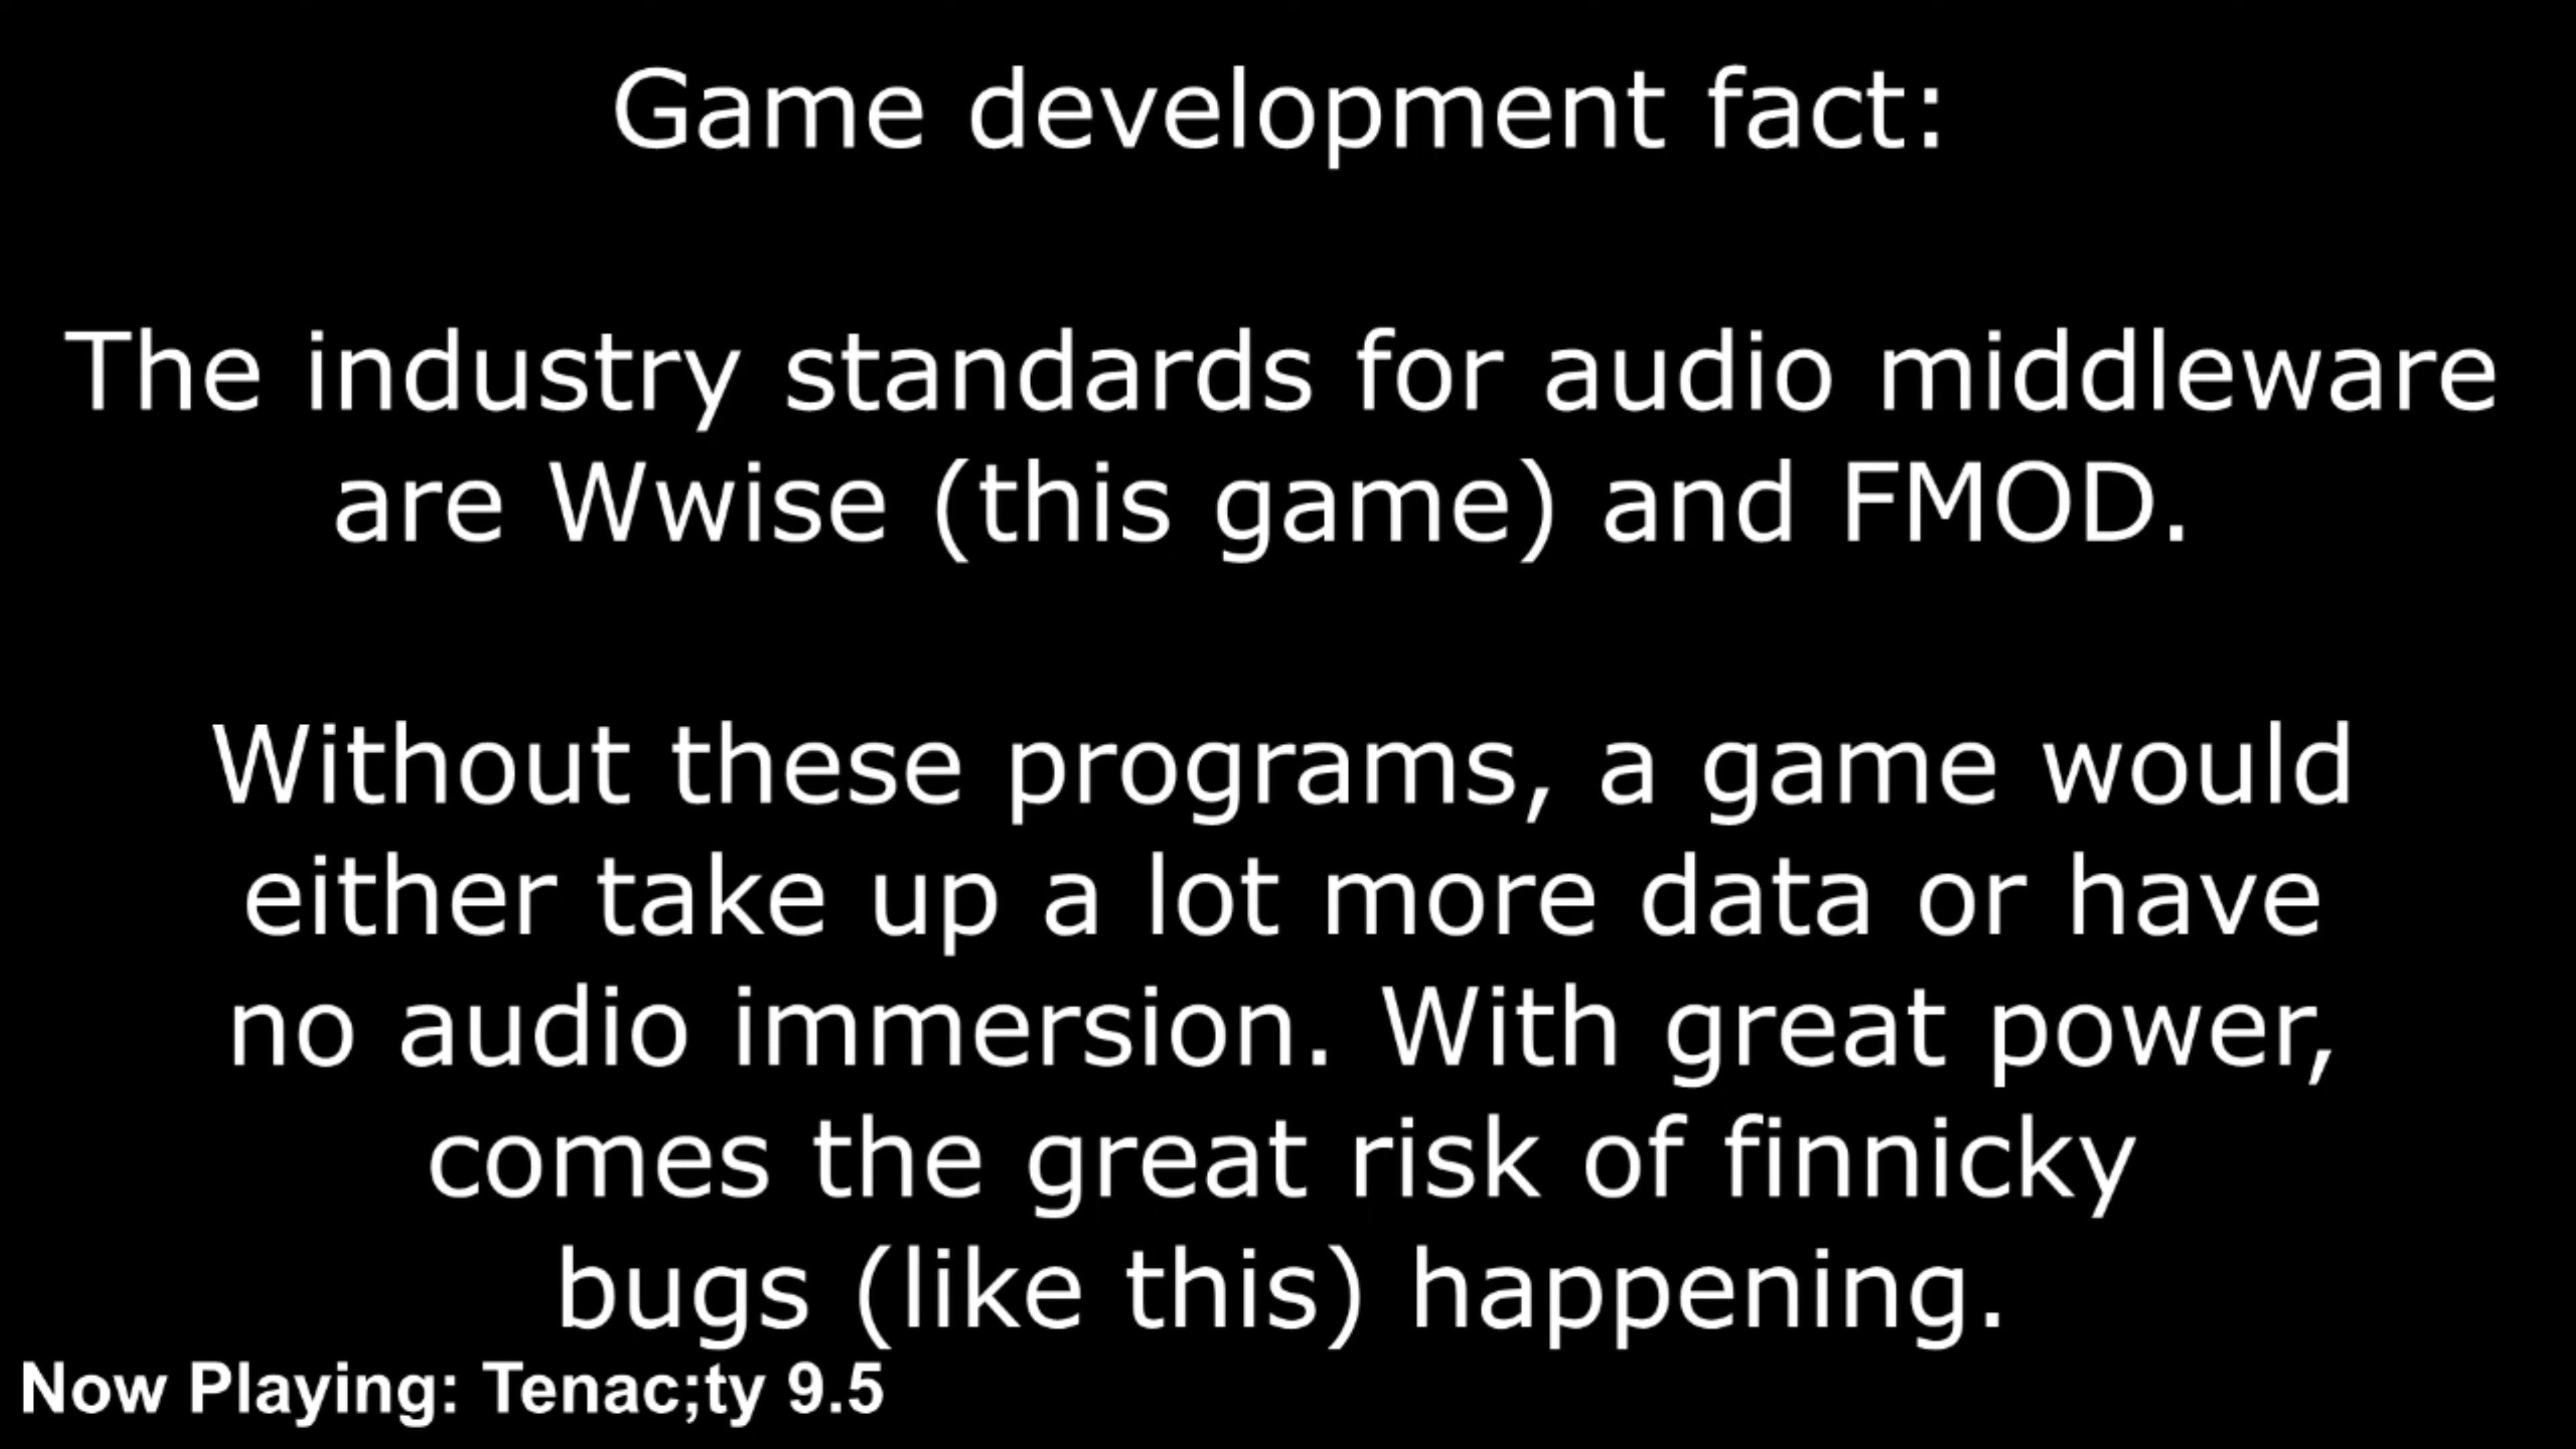 Game development fact:
The industry standards for audio middleware
are Wwise (this game) and FMOD.
Without these programs, a game would
either take up a lot more data or have
no audio immersion. With great power,
comes the great risk of finnicky
bugs (like this) happening.
Now Playing: Tenac;ty 9.5